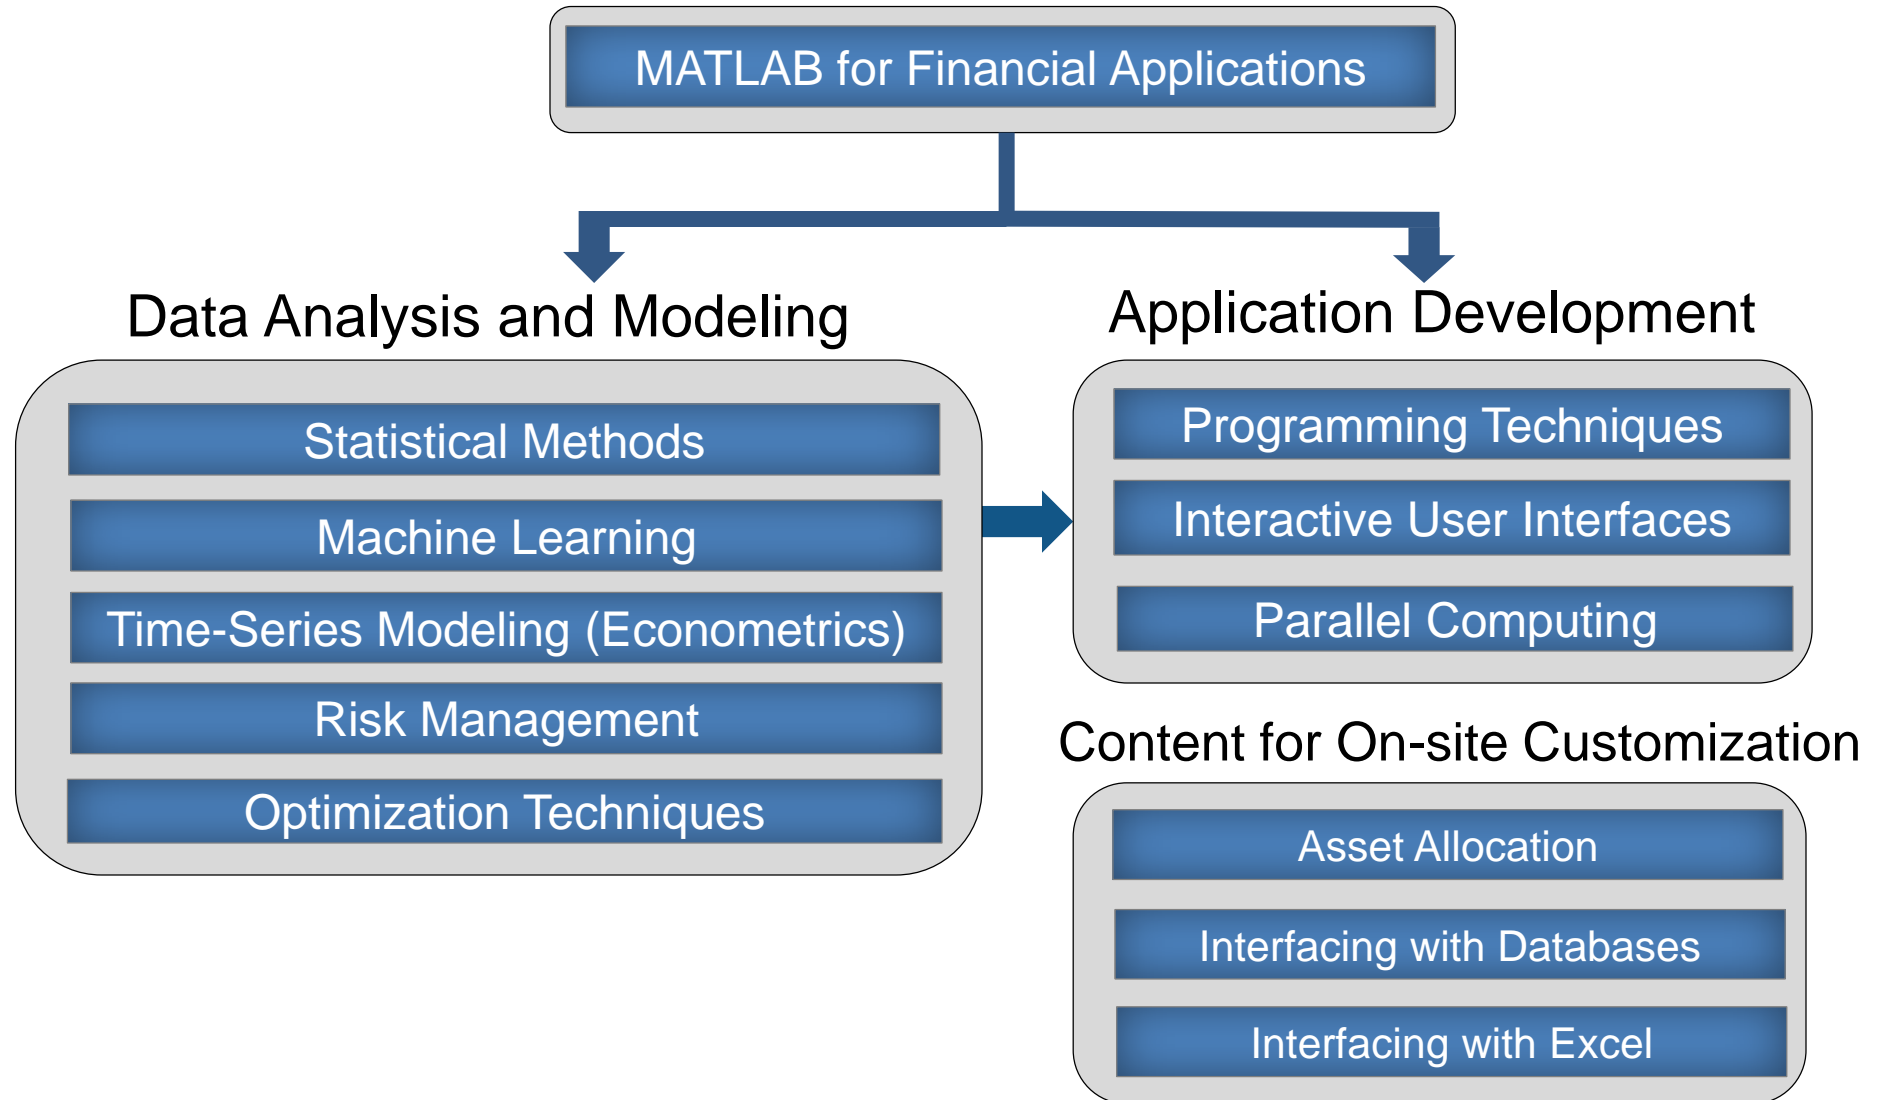 MATLAB for Financial Applications
Data Analysis and Modeling
Statistical Methods
Machine Learning
Time-Series Modeling (Econometrics)
Risk Management
Optimization Techniques
Application Development
Programming Techniques
Interactive User Interfaces
Parallel Computing
Content for On-site Customization
Asset Allocation
Interfacing with Databases
Interfacing with Excel